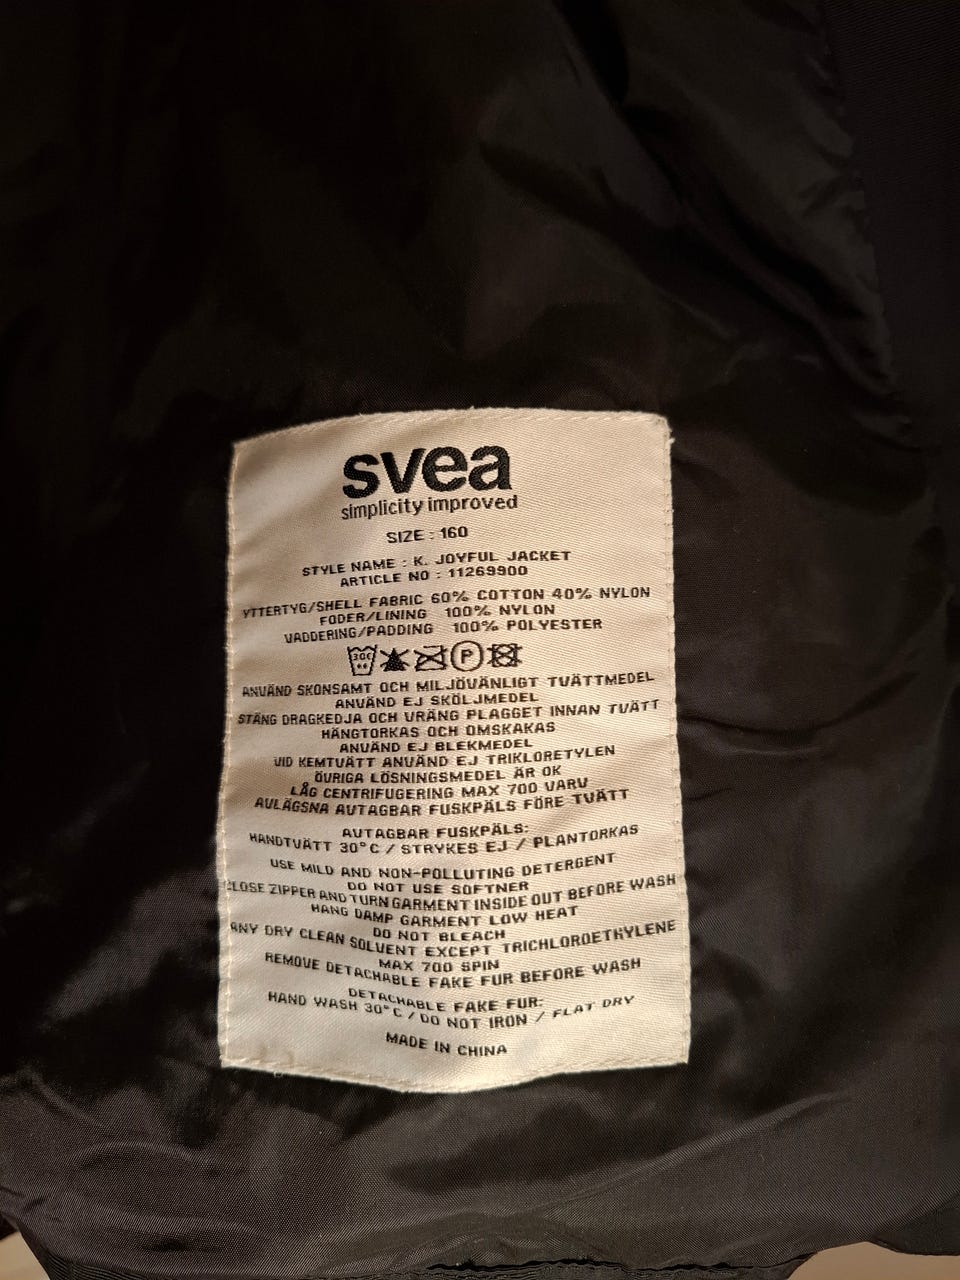 svea
simplicity improved
SIZE : 160
STYLE NAME : K. JOYFUL JACKET
ARTICLE NO : 11269900
YTTERTYG/SHELL FABRIC 60% COTTON 40% NYLON
FODER/LINING 100% NYLON
VADDERING/PADDING 100% POLYESTER
30C P
ANVÄND SKONSAMT OCH MILJÖVÄNLIGT TVÄTTMEDEL
ANVÄND EJ SKÖLJMEDEL
STÄNG DRAGKEDJA OCH VRÄNG PLAGGET INNAN TVÄTT
HÄNGTORKAS OCH OMSKAKAS
ANVÄND EJ BLEKMEDEL
VID KEMTVÄTT ANVÄND EJ TRIKLORETYLEN
ÖVRIGA LÖSNINGSMEDEL ÄR OK
LÅG CENTRIFUGERING MAX 700 VARV
AVLÄGSNA AVTAGBAR FUSKPÄLS FÖRE TVÄTT
AVTAGBAR FUSKPÄLS:
HANDTVÄTT 30°C / STRYKES EJ / PLANTORKAS
USE MILD AND NON-POLLUTING DETERGENT
DO NOT USE SOFTNER
CLOSE ZIPPER AND TURN GARMENT INSIDE OUT BEFORE WASH
HANG DAMP GARMENT LOW HEAT
DO NOT BLEACH
ANY DRY CLEAN SOLVENT EXCEPT TRICHLOROETHYLENE
MAX 700 SPIN
REMOVE DETACHABLE FAKE FUR BEFORE WASH
DETACHABLE FAKE FUR:
HAND WASH 30°C / DO NOT IRON / FLAT DRY
MADE IN CHINA